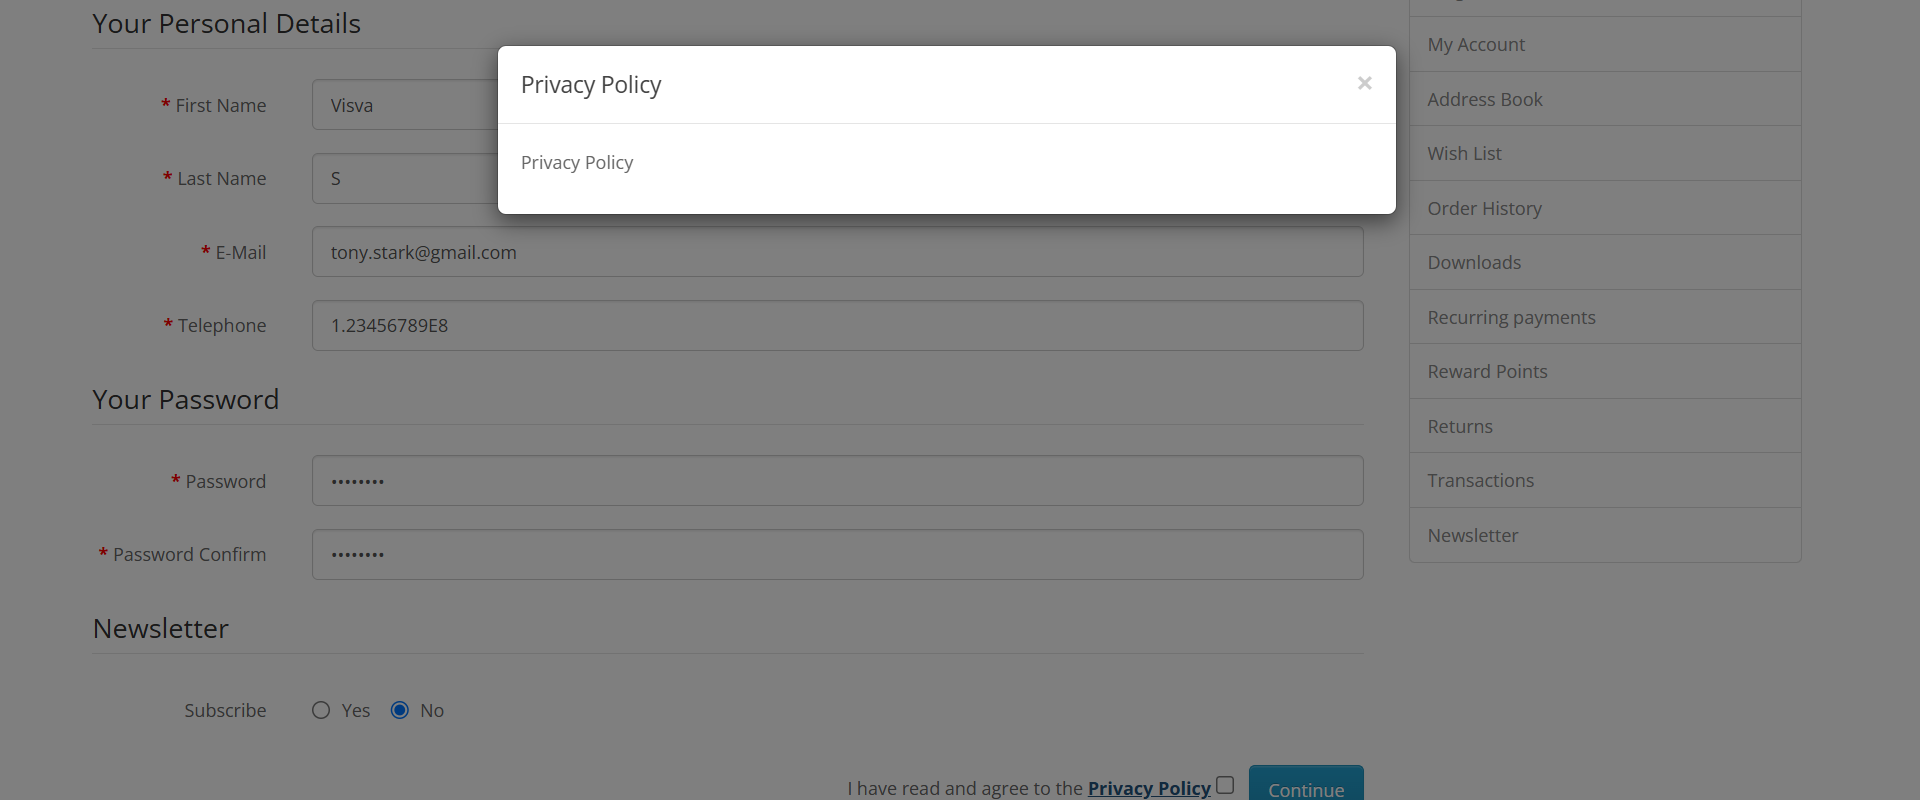 Your Personal Details
Privacy Policy ×
Privacy Policy
* First Name Visva
* Last Name S
* E-Mail tony.stark@gmail.com
* Telephone 1.23456789E8
Your Password
* Password ••••••••
* Password Confirm ••••••••
Newsletter
Subscribe Yes No
I have read and agree to the Privacy Policy Continue
My Account
Address Book
Wish List
Order History
Downloads
Recurring payments
Reward Points
Returns
Transactions
Newsletter